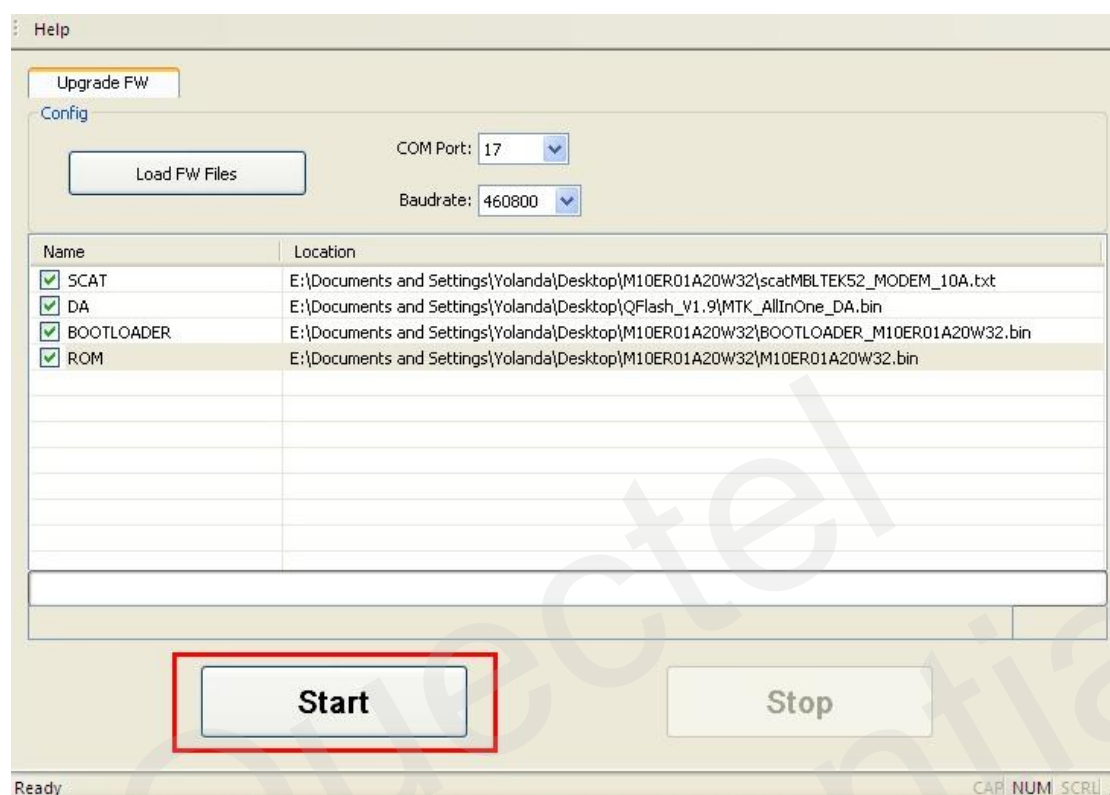 Help
Upgrade FW
Config
Load FW Files
COM Port: 17
Baudrate: 460800
Name Location
SCAT E:\Documents and Settings\Yolanda\Desktop\M10ER01A20W32\scatMBLTEK52_MODEM_10A.txt
DA E:\Documents and Settings\Yolanda\Desktop\QFlash_V1.9\MTK_AllInOne_DA.bin
BOOTLOADER E:\Documents and Settings\Yolanda\Desktop\M10ER01A20W32\BOOTLOADER_M10ER01A20W32.bin
ROM E:\Documents and Settings\Yolanda\Desktop\M10ER01A20W32\M10ER01A20W32.bin
Start Stop
Ready CAP NUM SCRL
Quectel